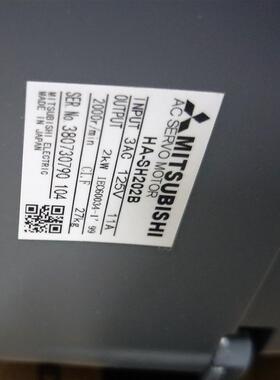 MITSUBISHI
AC SERVO MOTOR
HA-SH202B
INPUT 3AC 125V 11A
OUTPUT 2kW IEC60034-1' 99
2000r/min CI.F 27kg
SER.No.380730790 104
MITSUBISHI ELECTRIC
MADE IN JAPAN